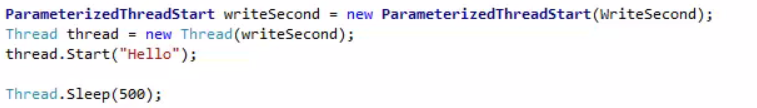 ParameterizedThreadStart writeSecond = new ParameterizedThreadStart(WriteSecond);
Thread thread = new Thread(writeSecond);
thread.Start("Hello");
Thread.Sleep(500);